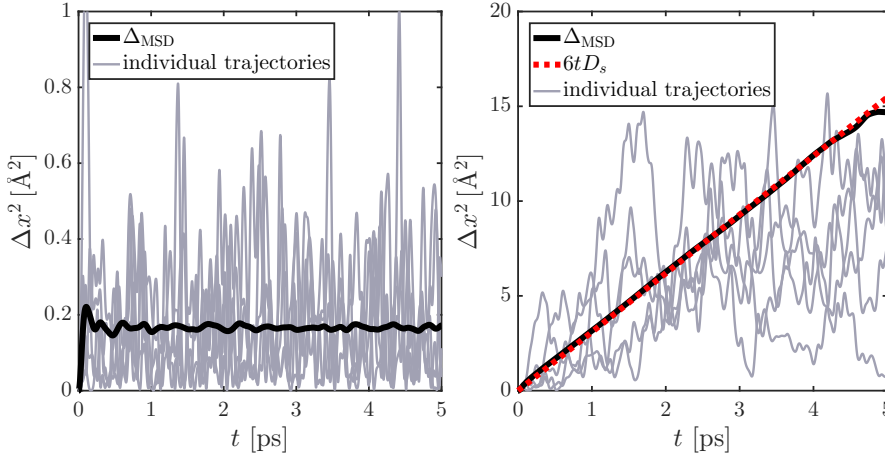 1
0.8
0.6
0.4
0.2
0
Δx² [Å²]
Δ_MSD
individual trajectories
0 1 2 3 4 5
t [ps]
20
15
10
5
0
Δx² [Å²]
Δ_MSD
6tD_s
individual trajectories
0 1 2 3 4 5
t [ps]